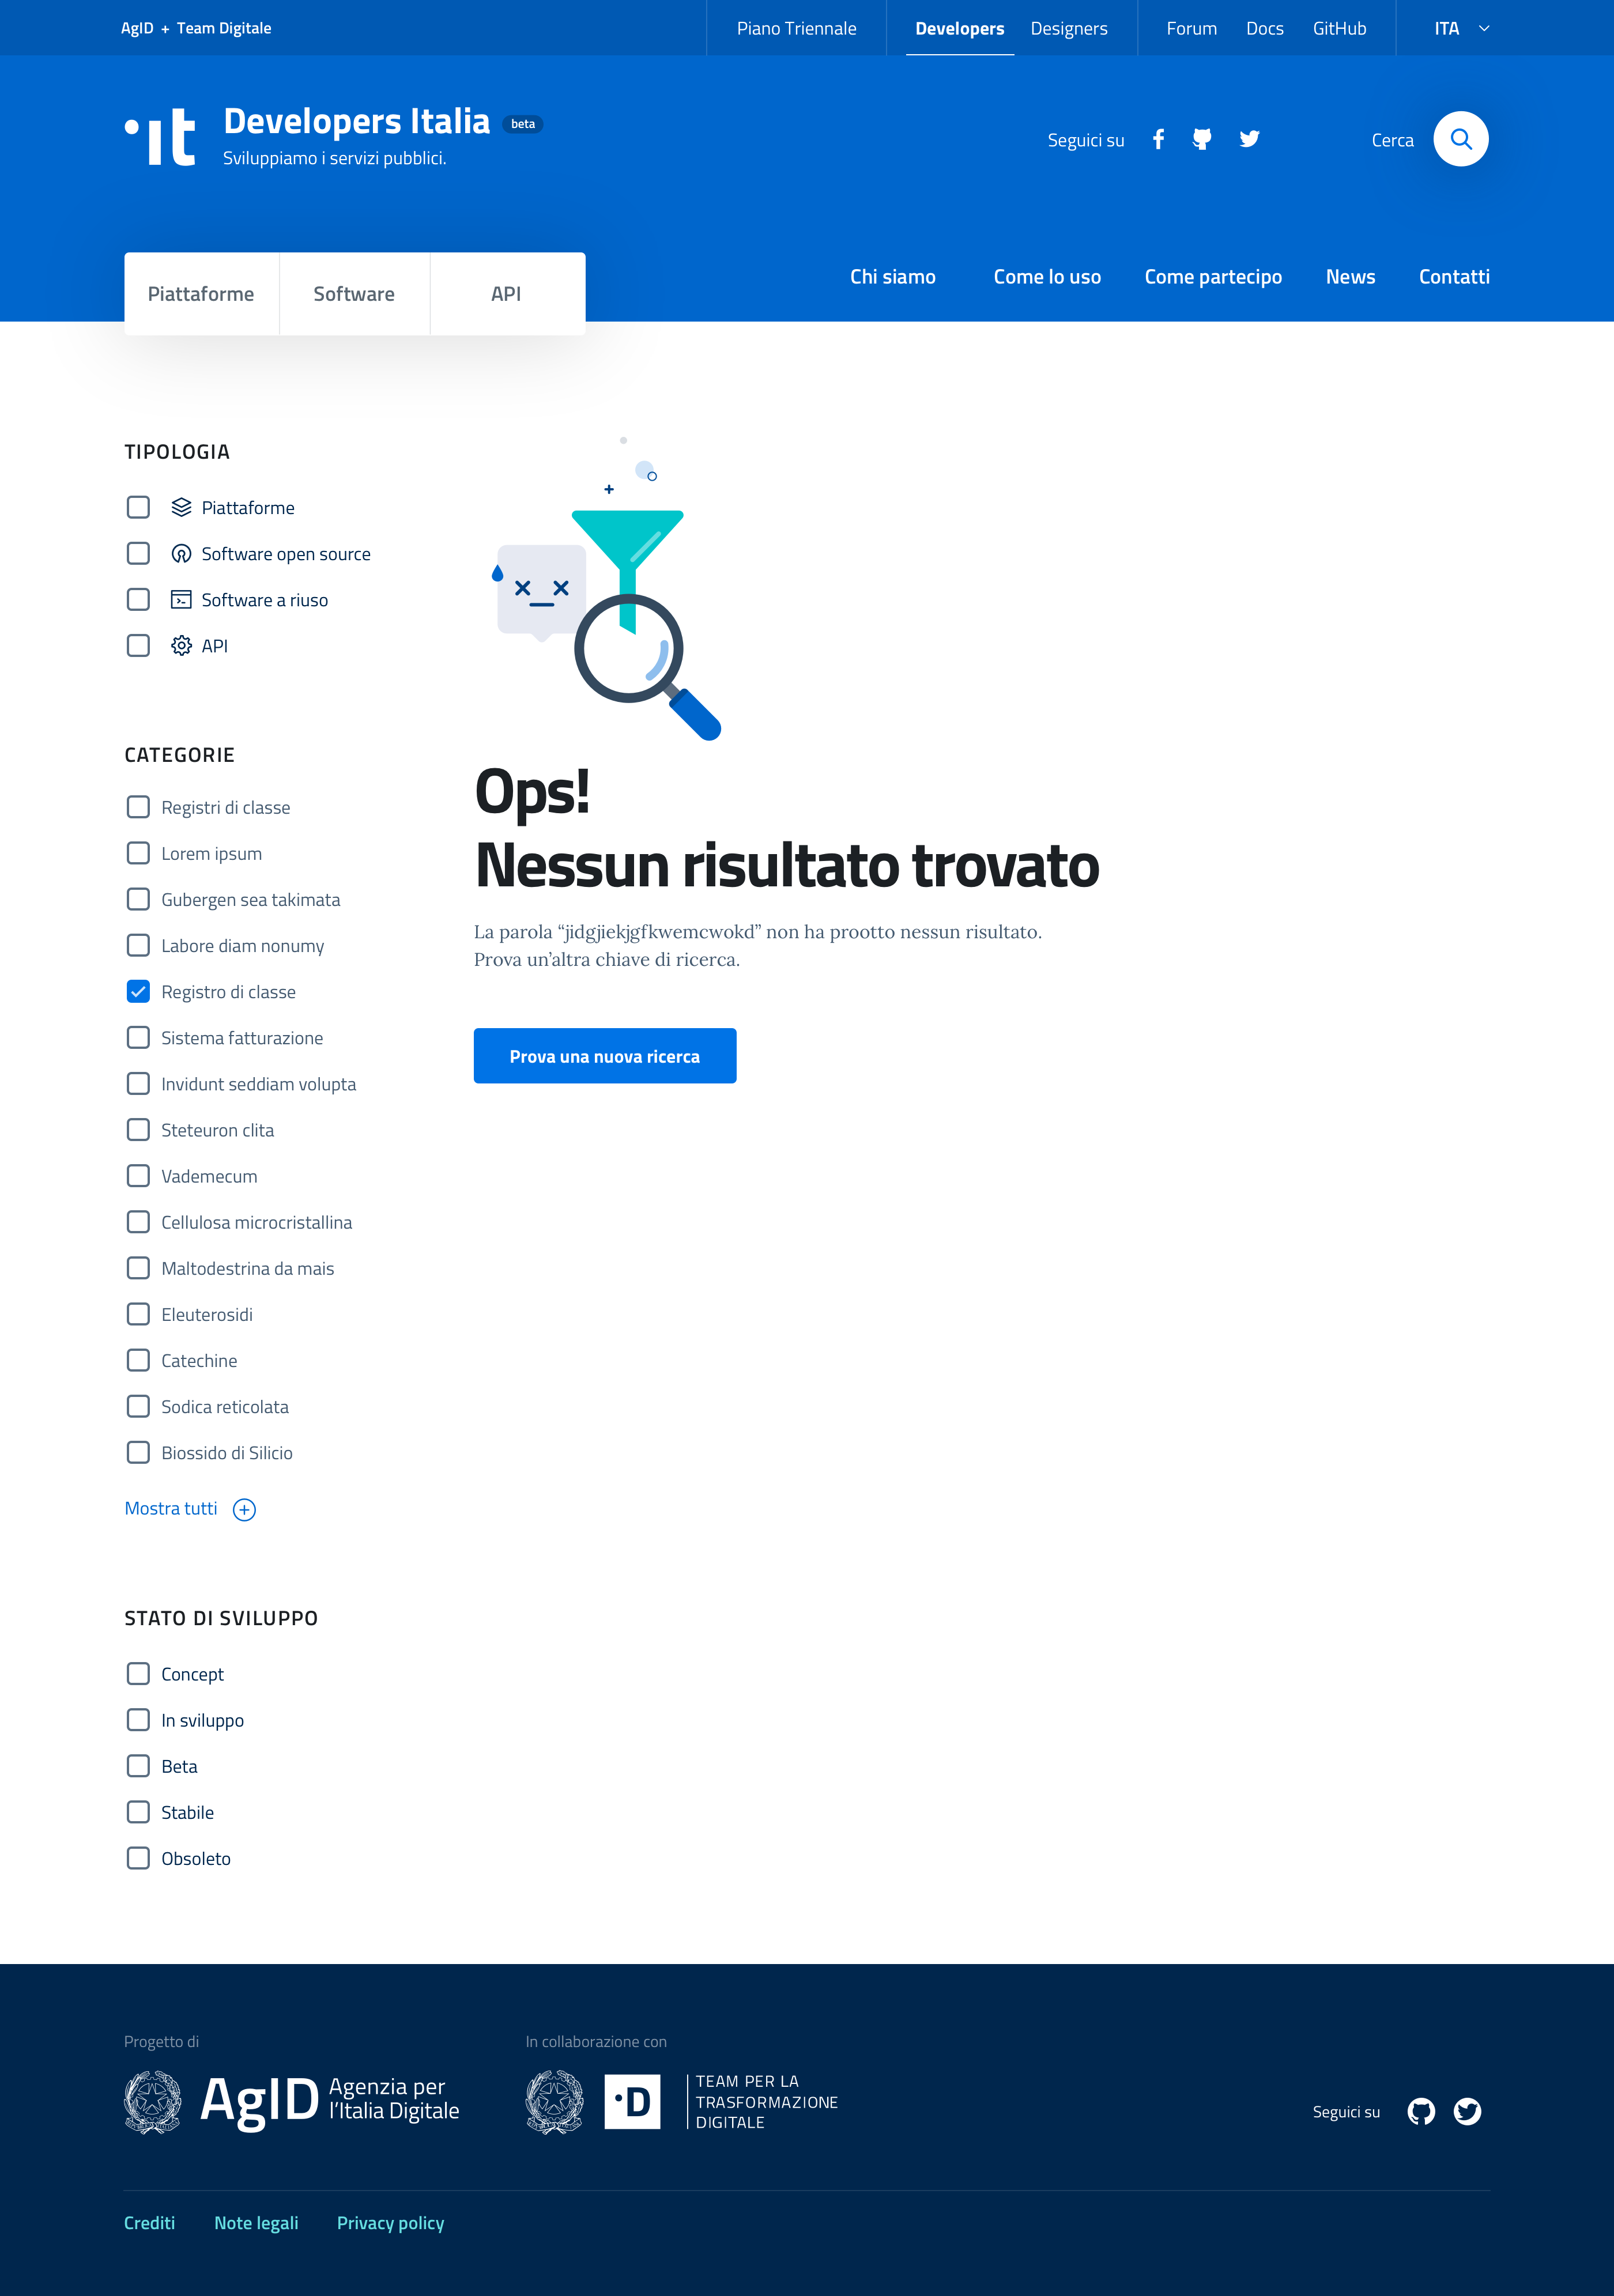 AgID + Team Digitale
Piano Triennale
Developers
Designers
Forum
Docs
GitHub
ITA
Developers Italia
beta
Sviluppiamo i servizi pubblici.
Seguici su
Cerca
Piattaforme
Software
API
Chi siamo
Come lo uso
Come partecipo
News
Contatti
TIPOLOGIA
Piattaforme
Software open source
Software a riuso
API
CATEGORIE
Registri di classe
Lorem ipsum
Gubergen sea takimata
Labore diam nonumy
Registro di classe
Sistema fatturazione
Invidunt seddiam volupta
Steteuron clita
Vademecum
Cellulosa microcristallina
Maltodestrina da mais
Eleuterosidi
Catechine
Sodica reticolata
Biossido di Silicio
Mostra tutti
STATO DI SVILUPPO
Concept
In sviluppo
Beta
Stabile
Obsoleto
Ops!
Nessun risultato trovato
La parola “jidgjiekjgfkwemcwokd” non ha prootto nessun risultato.
Prova un’altra chiave di ricerca.
Prova una nuova ricerca
Progetto di
AgID
Agenzia per
l’Italia Digitale
In collaborazione con
·D
TEAM PER LA
TRASFORMAZIONE
DIGITALE
Seguici su
Crediti
Note legali
Privacy policy